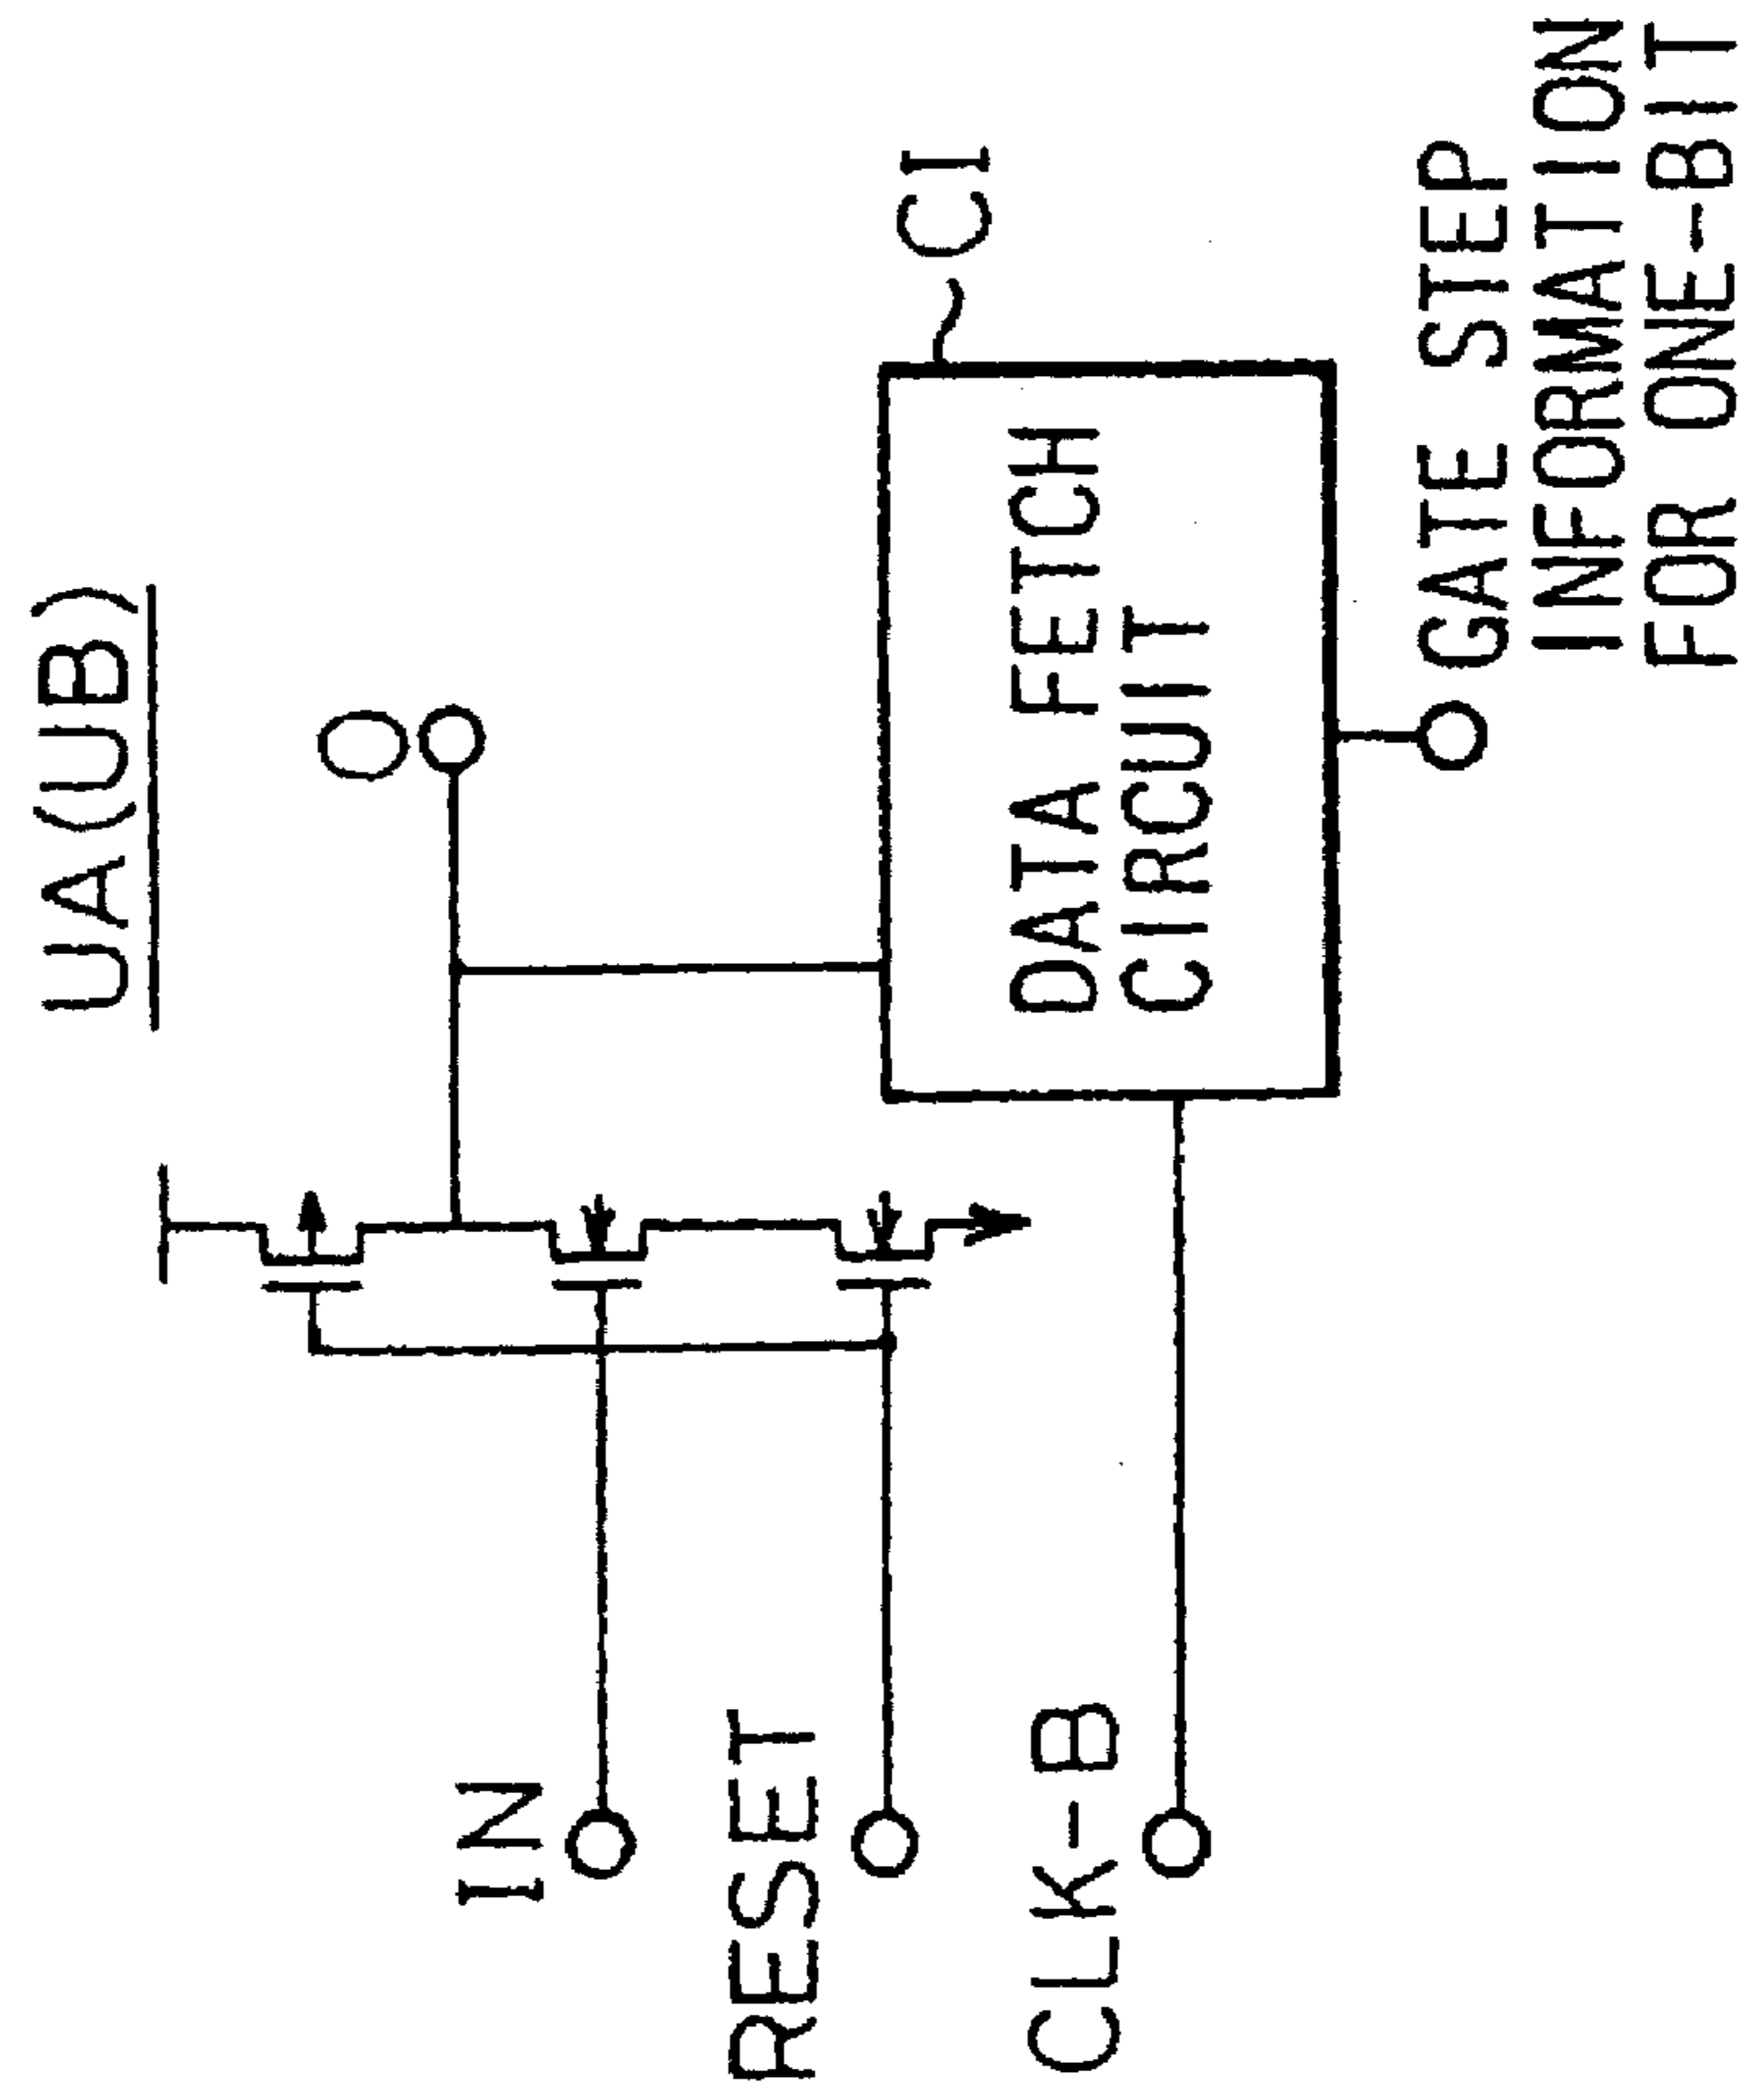 UA(UB)
O
IN
RESET
CLK-B
C1
DATA FETCH
CIRCUIT
GATE STEP
INFORMATION
FOR ONE-BIT